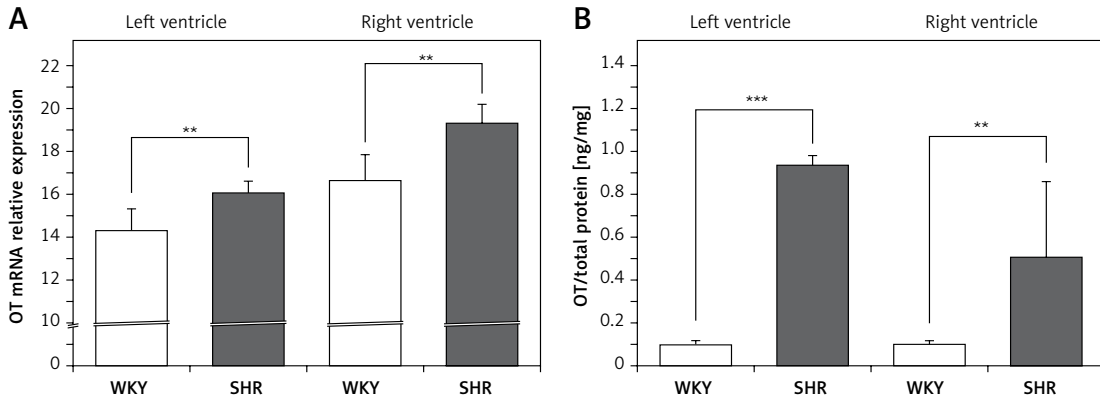 A
Left ventricle Right ventricle
OT mRNA relative expression
22
20
18
16
14
12
10
0
**
**
WKY SHR WKY SHR
B
Left ventricle Right ventricle
OT/total protein [ng/mg]
1.4
1.2
1.0
0.8
0.6
0.4
0.2
0
***
**
WKY SHR WKY SHR